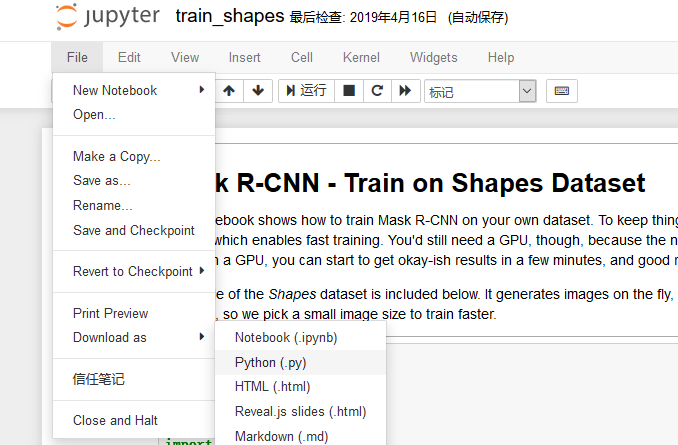 jupyter train_shapes 最后检查: 2019年4月16日 (自动保存)
File Edit View Insert Cell Kernel Widgets Help
运行 标记
New Notebook
Open...
Make a Copy...
Save as...
Rename...
Save and Checkpoint
Revert to Checkpoint
Print Preview
Download as
信任笔记
Close and Halt
Notebook (.ipynb)
Python (.py)
HTML (.html)
Reveal.js slides (.html)
Markdown (.md)
k R-CNN - Train on Shapes Dataset
ebook shows how to train Mask R-CNN on your own dataset. To keep thing
which enables fast training. You'd still need a GPU, though, because the n
n a GPU, you can start to get okay-ish results in a few minutes, and good r
e of the Shapes dataset is included below. It generates images on the fly,
, so we pick a small image size to train faster.
import